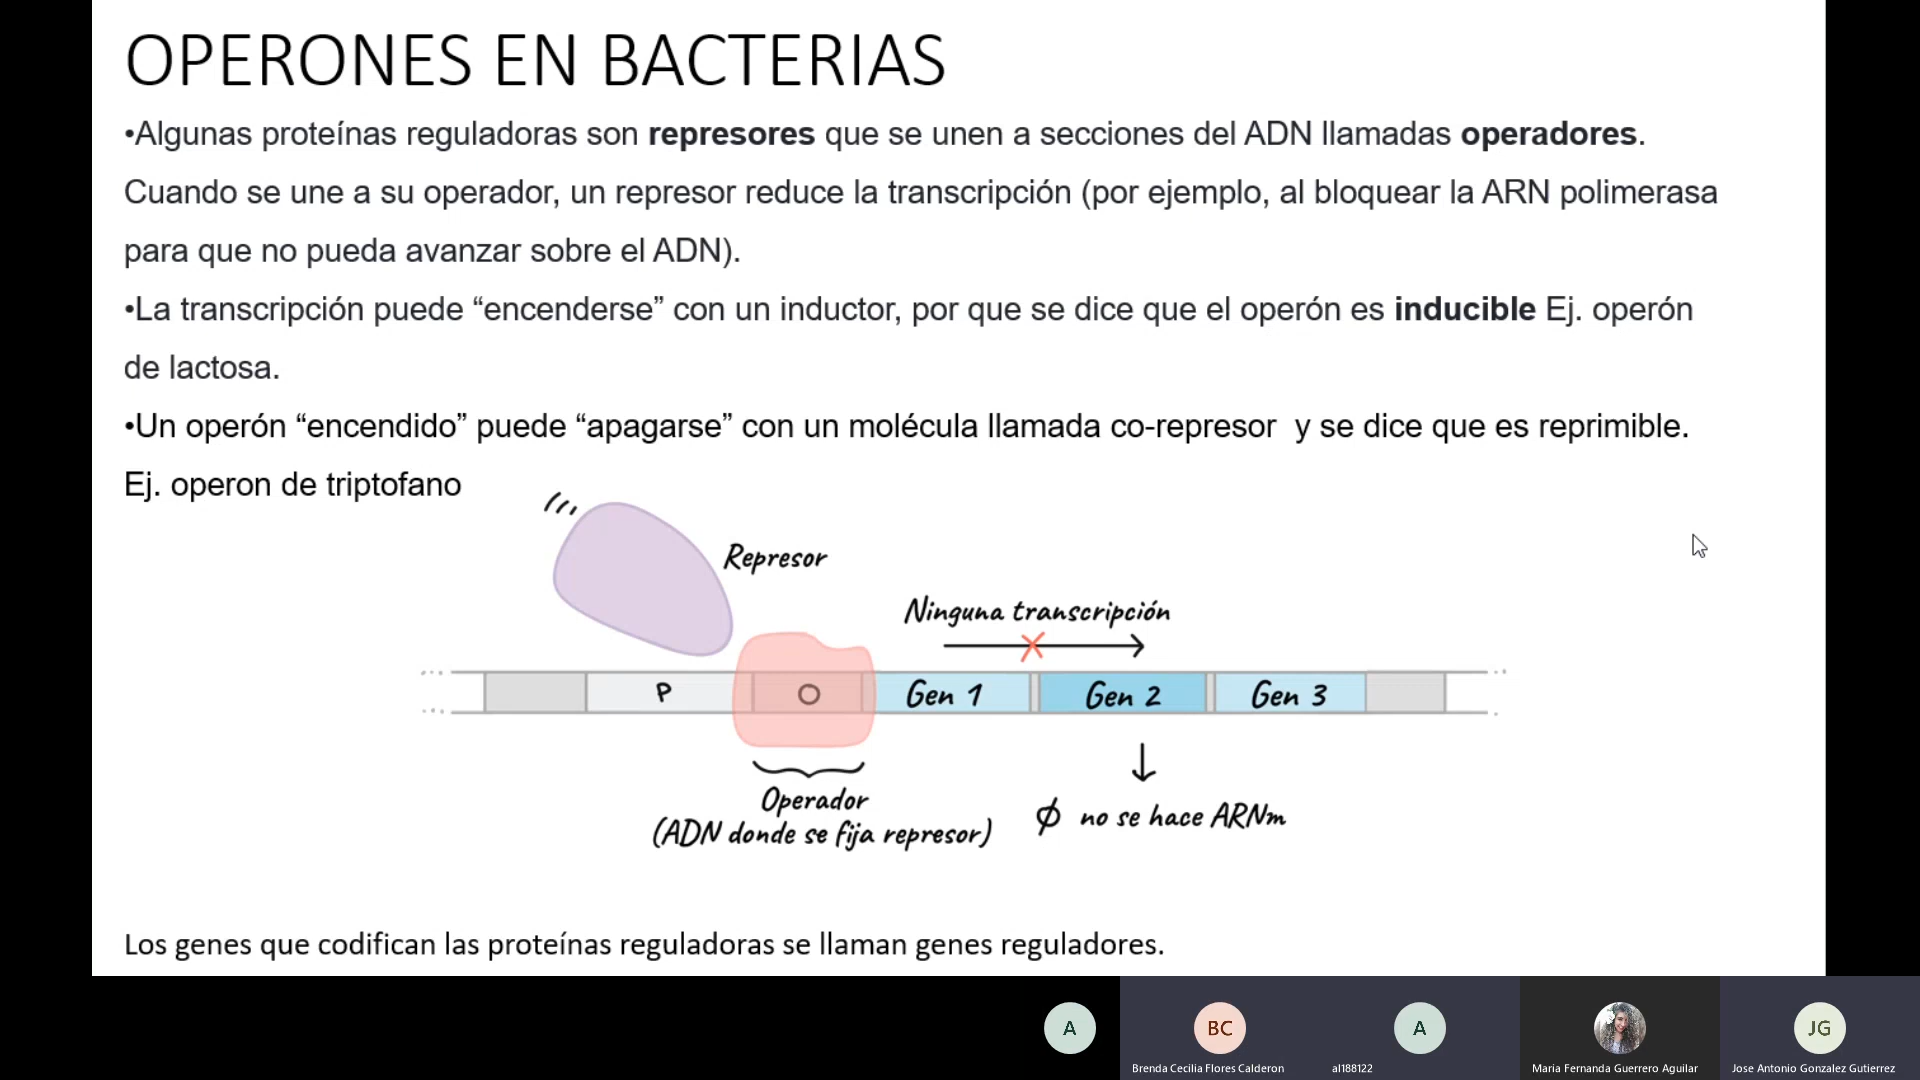 OPERONES EN BACTERIAS
•Algunas proteínas reguladoras son represores que se unen a secciones del ADN llamadas operadores.
Cuando se une a su operador, un represor reduce la transcripción (por ejemplo, al bloquear la ARN polimerasa
para que no pueda avanzar sobre el ADN).
•La transcripción puede “encenderse” con un inductor, por que se dice que el operón es inducible Ej. operón
de lactosa.
•Un operón “encendido” puede “apagarse” con un molécula llamada co-represor y se dice que es reprimible.
Ej. operon de triptofano
Represor
Ninguna transcripción
P
O
Gen 1
Gen 2
Gen 3
Operador
(ADN donde se fija represor)
ϕ no se hace ARNm
Los genes que codifican las proteínas reguladoras se llaman genes reguladores.
A
BC
A
JG
Brenda Cecilia Flores Calderon
al188122
Maria Fernanda Guerrero Aguilar
Jose Antonio Gonzalez Gutierrez